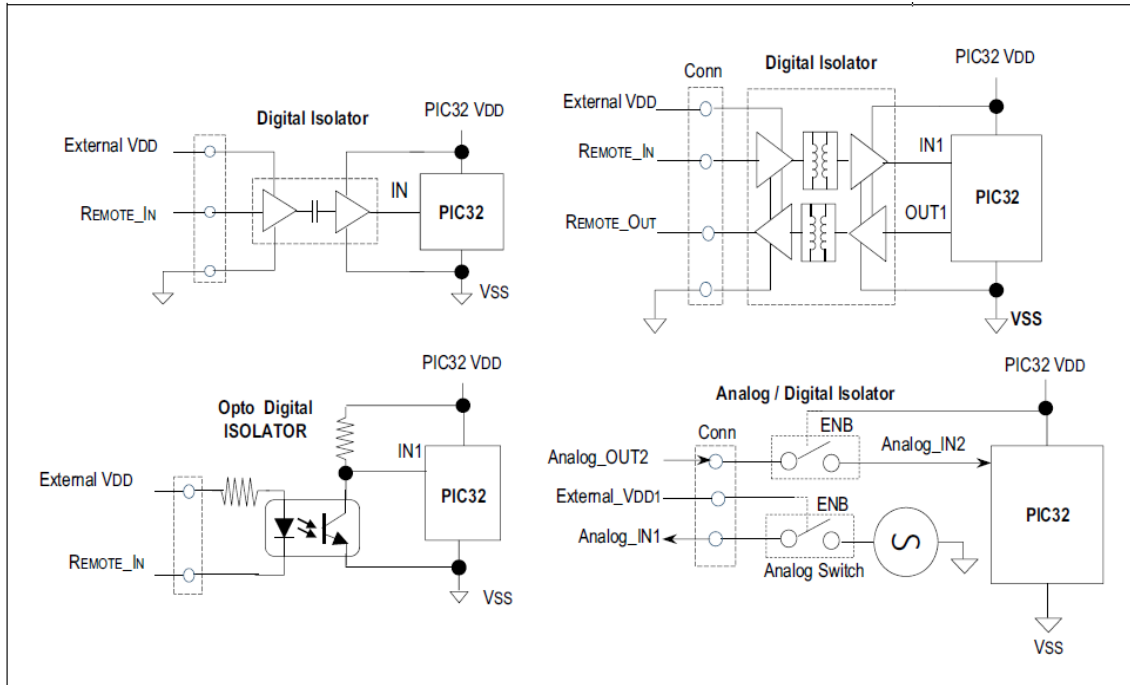 Digital Isolator
PIC32 VDD
External VDD
IN
REMOTE_IN
PIC32
VSS
Conn
Digital Isolator
PIC32 VDD
External VDD
REMOTE_IN
IN1
PIC32
REMOTE_OUT
OUT1
VSS
PIC32 VDD
Opto Digital
ISOLATOR
IN1
External VDD
PIC32
REMOTE_IN
VSS
PIC32 VDD
Analog / Digital Isolator
Conn
ENB
Analog_OUT2
Analog_IN2
External_VDD1
ENB
PIC32
Analog_IN1
Analog Switch
VSS